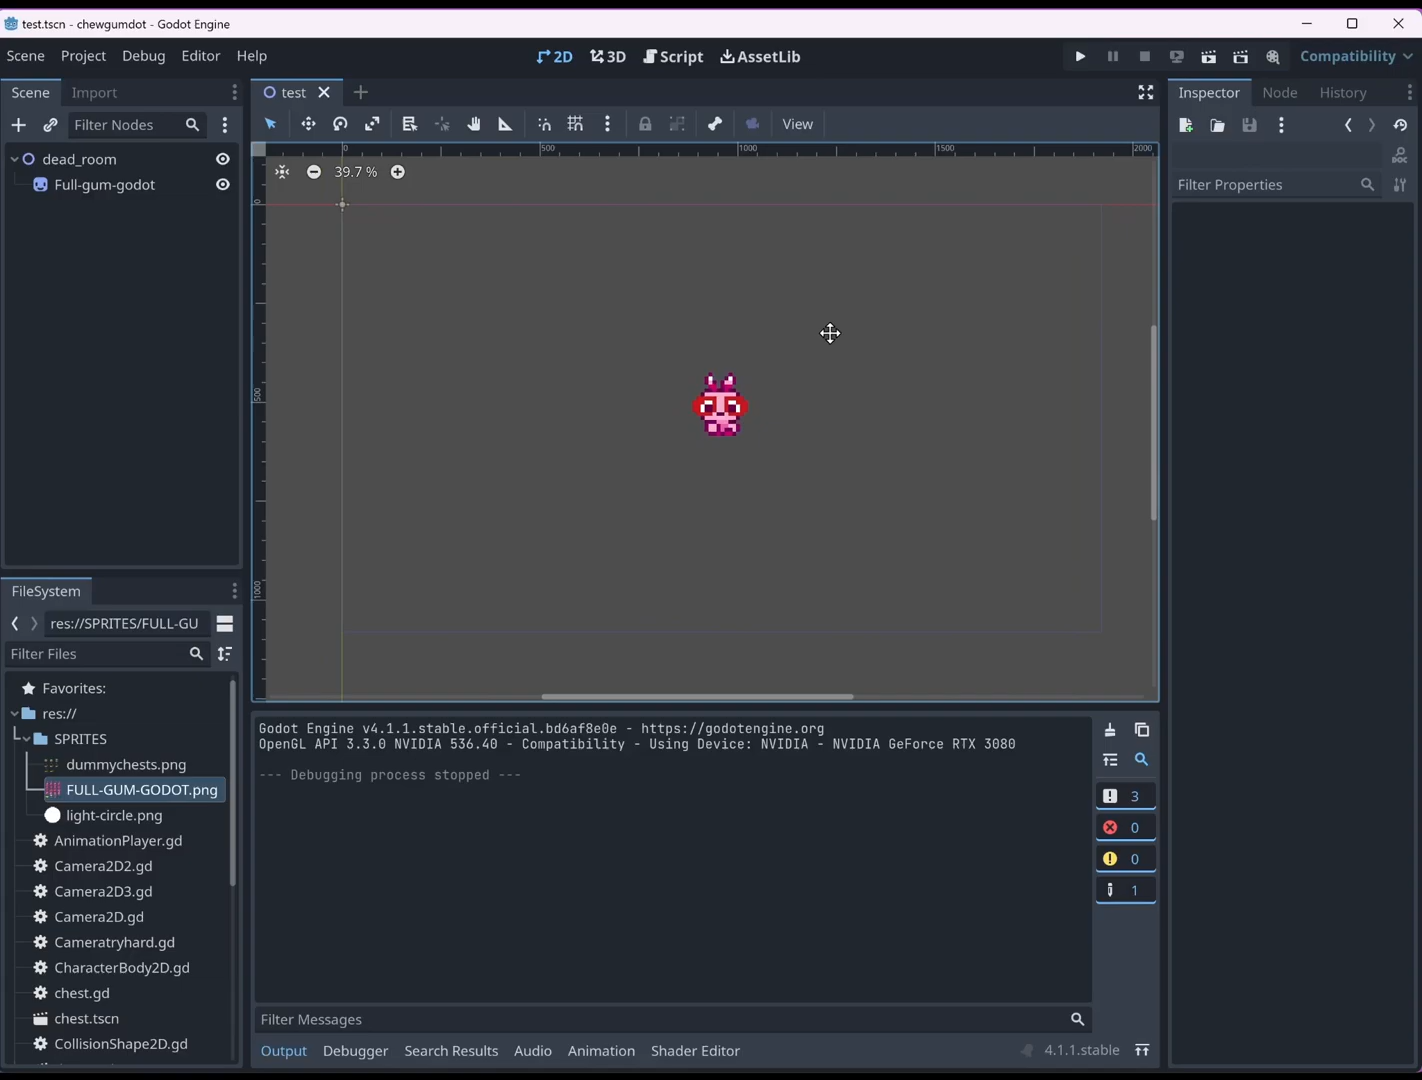 test.tscn - chewgumdot - Godot Engine
Scene Project Debug Editor Help
2D 3D Script AssetLib
Compatibility
Scene Import
test
Inspector Node History
Filter Nodes
View
dead_room
Full-gum-godot
39.7 %
0 500 1000 1500 2000
0
500
1000
Filter Properties
FileSystem
res://SPRITES/FULL-GU
Filter Files
Favorites:
res://
SPRITES
dummychests.png
FULL-GUM-GODOT.png
light-circle.png
AnimationPlayer.gd
Camera2D2.gd
Camera2D3.gd
Camera2D.gd
Cameratryhard.gd
CharacterBody2D.gd
chest.gd
chest.tscn
CollisionShape2D.gd
Godot Engine v4.1.1.stable.official.bd6af8e0e - https://godotengine.org
OpenGL API 3.3.0 NVIDIA 536.40 - Compatibility - Using Device: NVIDIA - NVIDIA GeForce RTX 3080
--- Debugging process stopped ---
3
0
0
1
Filter Messages
Output Debugger Search Results Audio Animation Shader Editor
4.1.1.stable